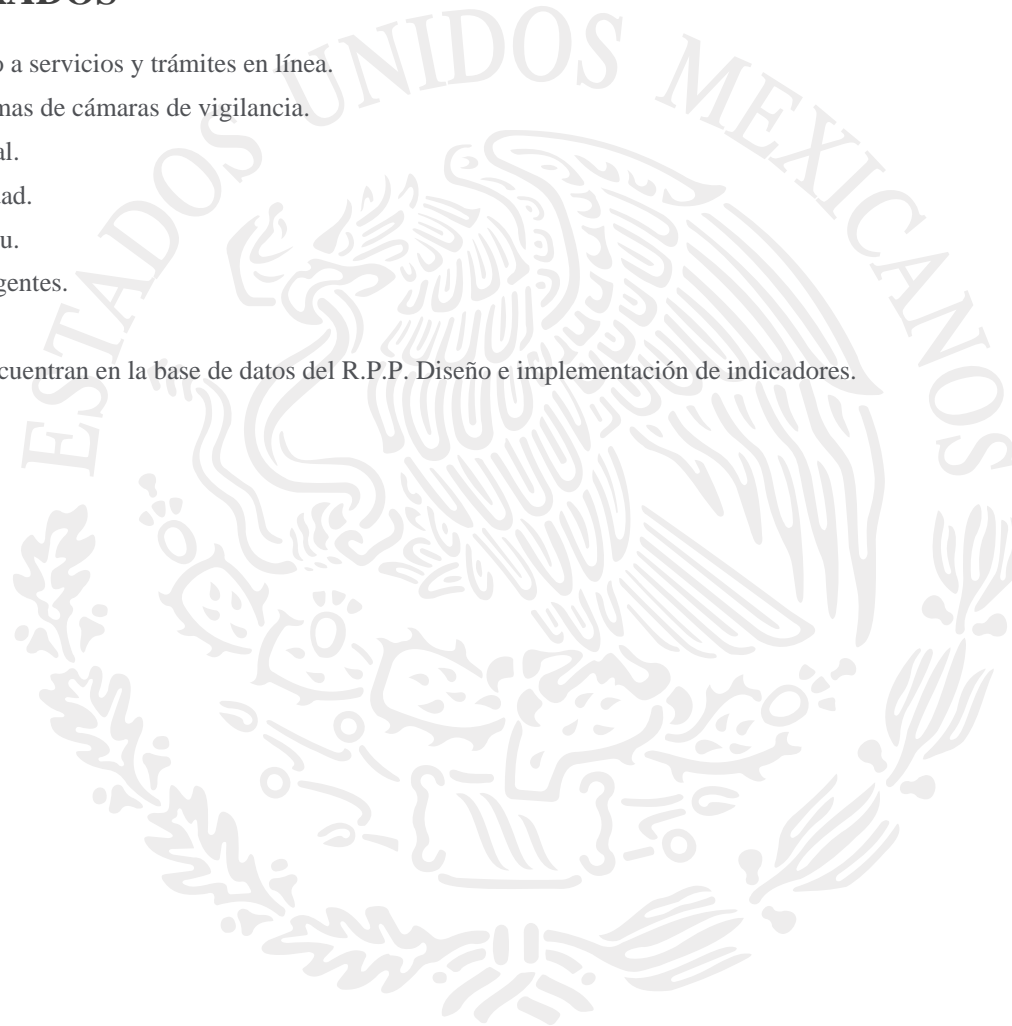 RADOS
o a servicios y trámites en línea.
mas de cámaras de vigilancia.
al.
dad.
u.
gentes.
cuentran en la base de datos del R.P.P. Diseño e implementación de indicadores.
ESTADOS UNIDOS MEXICANOS